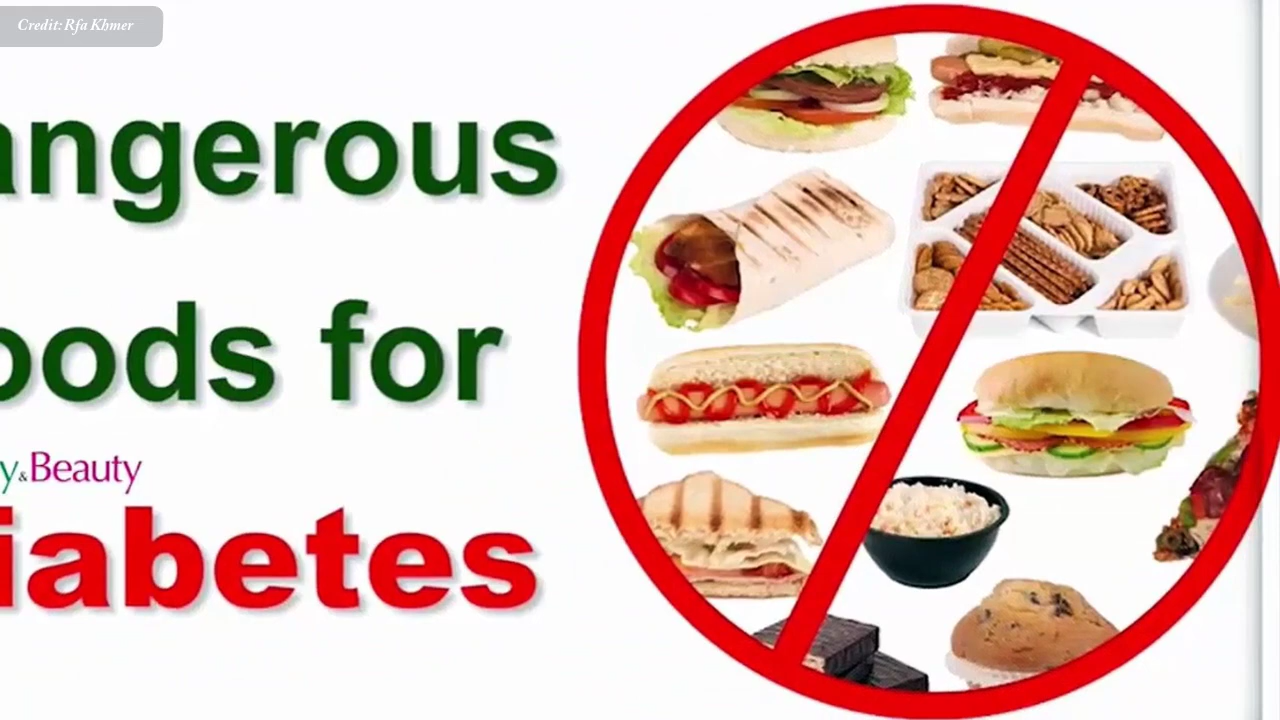 Credit: Rfa Khmer
angerous
oods for
y&Beauty
iabetes